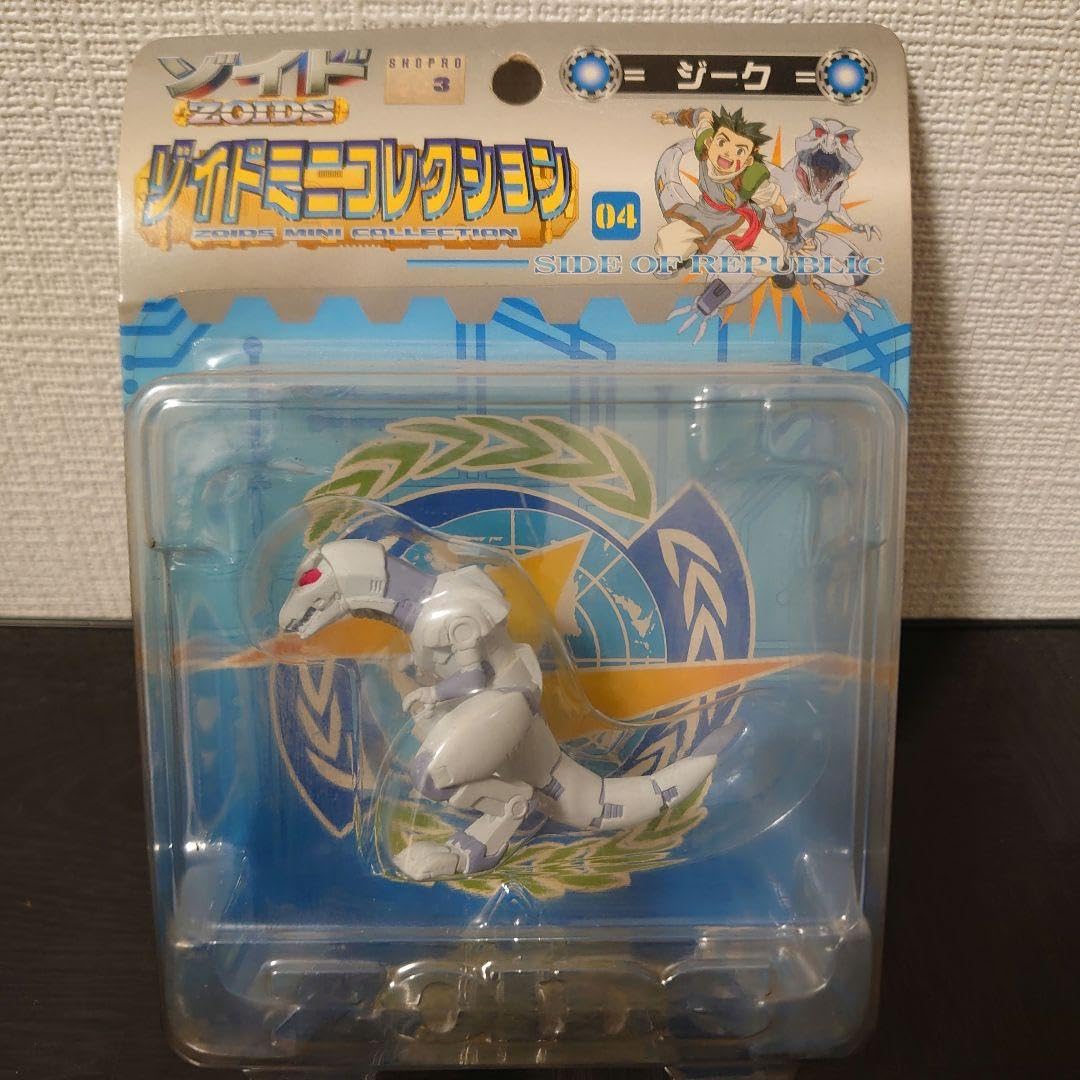 ゾイド
ZOIDS
SHOPRO
3
= ジーク =
ゾイドミニコレクション
ZOIDS MINI COLLECTION
04
SIDE OF REPUBLIC
ZOIDS